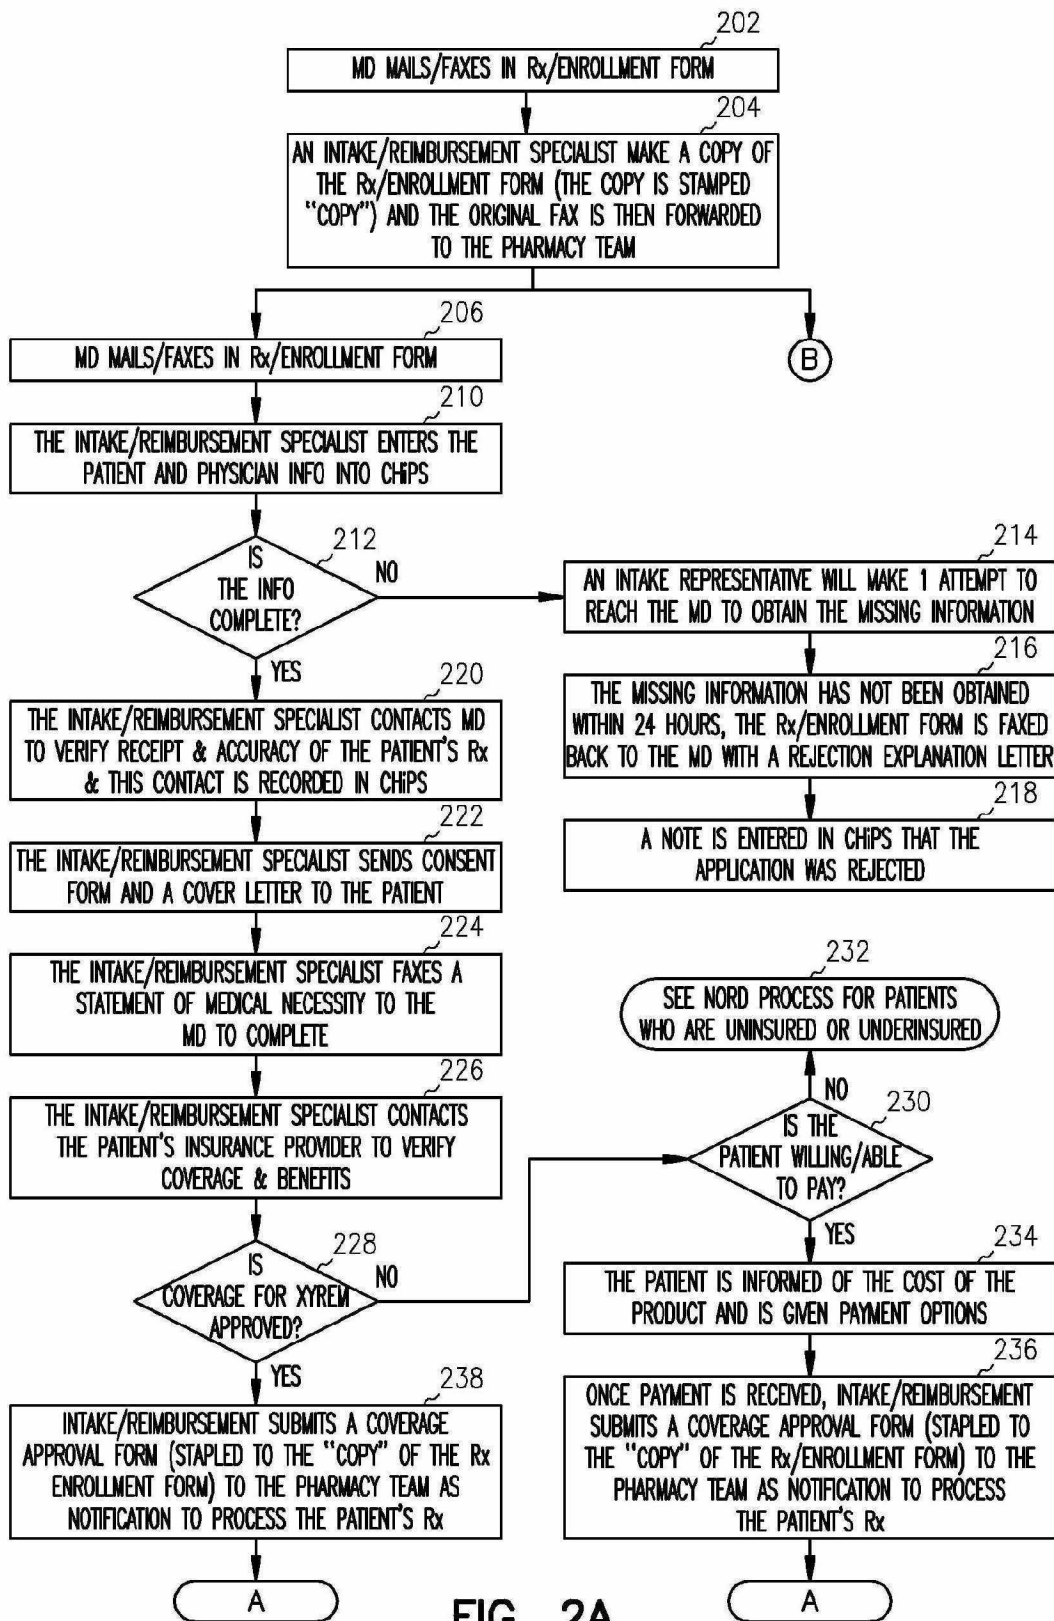 202
MD MAILS/FAXES IN Rx/ENROLLMENT FORM
204
AN INTAKE/REIMBURSEMENT SPECIALIST MAKE A COPY OF
THE Rx/ENROLLMENT FORM (THE COPY IS STAMPED
"COPY") AND THE ORIGINAL FAX IS THEN FORWARDED
TO THE PHARMACY TEAM
206
MD MAILS/FAXES IN Rx/ENROLLMENT FORM
B
210
THE INTAKE/REIMBURSEMENT SPECIALIST ENTERS THE
PATIENT AND PHYSICIAN INFO INTO CHiPS
212
IS
THE INFO
COMPLETE?
NO
YES
214
AN INTAKE REPRESENTATIVE WILL MAKE 1 ATTEMPT TO
REACH THE MD TO OBTAIN THE MISSING INFORMATION
216
THE MISSING INFORMATION HAS NOT BEEN OBTAINED
WITHIN 24 HOURS, THE Rx/ENROLLMENT FORM IS FAXED
BACK TO THE MD WITH A REJECTION EXPLANATION LETTER
218
A NOTE IS ENTERED IN CHiPS THAT THE
APPLICATION WAS REJECTED
220
THE INTAKE/REIMBURSEMENT SPECIALIST CONTACTS MD
TO VERIFY RECEIPT & ACCURACY OF THE PATIENT'S Rx
& THIS CONTACT IS RECORDED IN CHiPS
222
THE INTAKE/REIMBURSEMENT SPECIALIST SENDS CONSENT
FORM AND A COVER LETTER TO THE PATIENT
224
THE INTAKE/REIMBURSEMENT SPECIALIST FAXES A
STATEMENT OF MEDICAL NECESSITY TO THE
MD TO COMPLETE
226
THE INTAKE/REIMBURSEMENT SPECIALIST CONTACTS
THE PATIENT'S INSURANCE PROVIDER TO VERIFY
COVERAGE & BENEFITS
228
IS
COVERAGE FOR XYREM
APPROVED?
NO
YES
232
SEE NORD PROCESS FOR PATIENTS
WHO ARE UNINSURED OR UNDERINSURED
NO
230
IS THE
PATIENT WILLING/ABLE
TO PAY?
YES
234
THE PATIENT IS INFORMED OF THE COST OF THE
PRODUCT AND IS GIVEN PAYMENT OPTIONS
236
ONCE PAYMENT IS RECEIVED, INTAKE/REIMBURSEMENT
SUBMITS A COVERAGE APPROVAL FORM (STAPLED TO
THE "COPY" OF THE Rx/ENROLLMENT FORM) TO THE
PHARMACY TEAM AS NOTIFICATION TO PROCESS
THE PATIENT'S Rx
238
INTAKE/REIMBURSEMENT SUBMITS A COVERAGE
APPROVAL FORM (STAPLED TO THE "COPY" OF THE Rx
ENROLLMENT FORM) TO THE PHARMACY TEAM AS
NOTIFICATION TO PROCESS THE PATIENT'S Rx
A
A
FIG. 2A